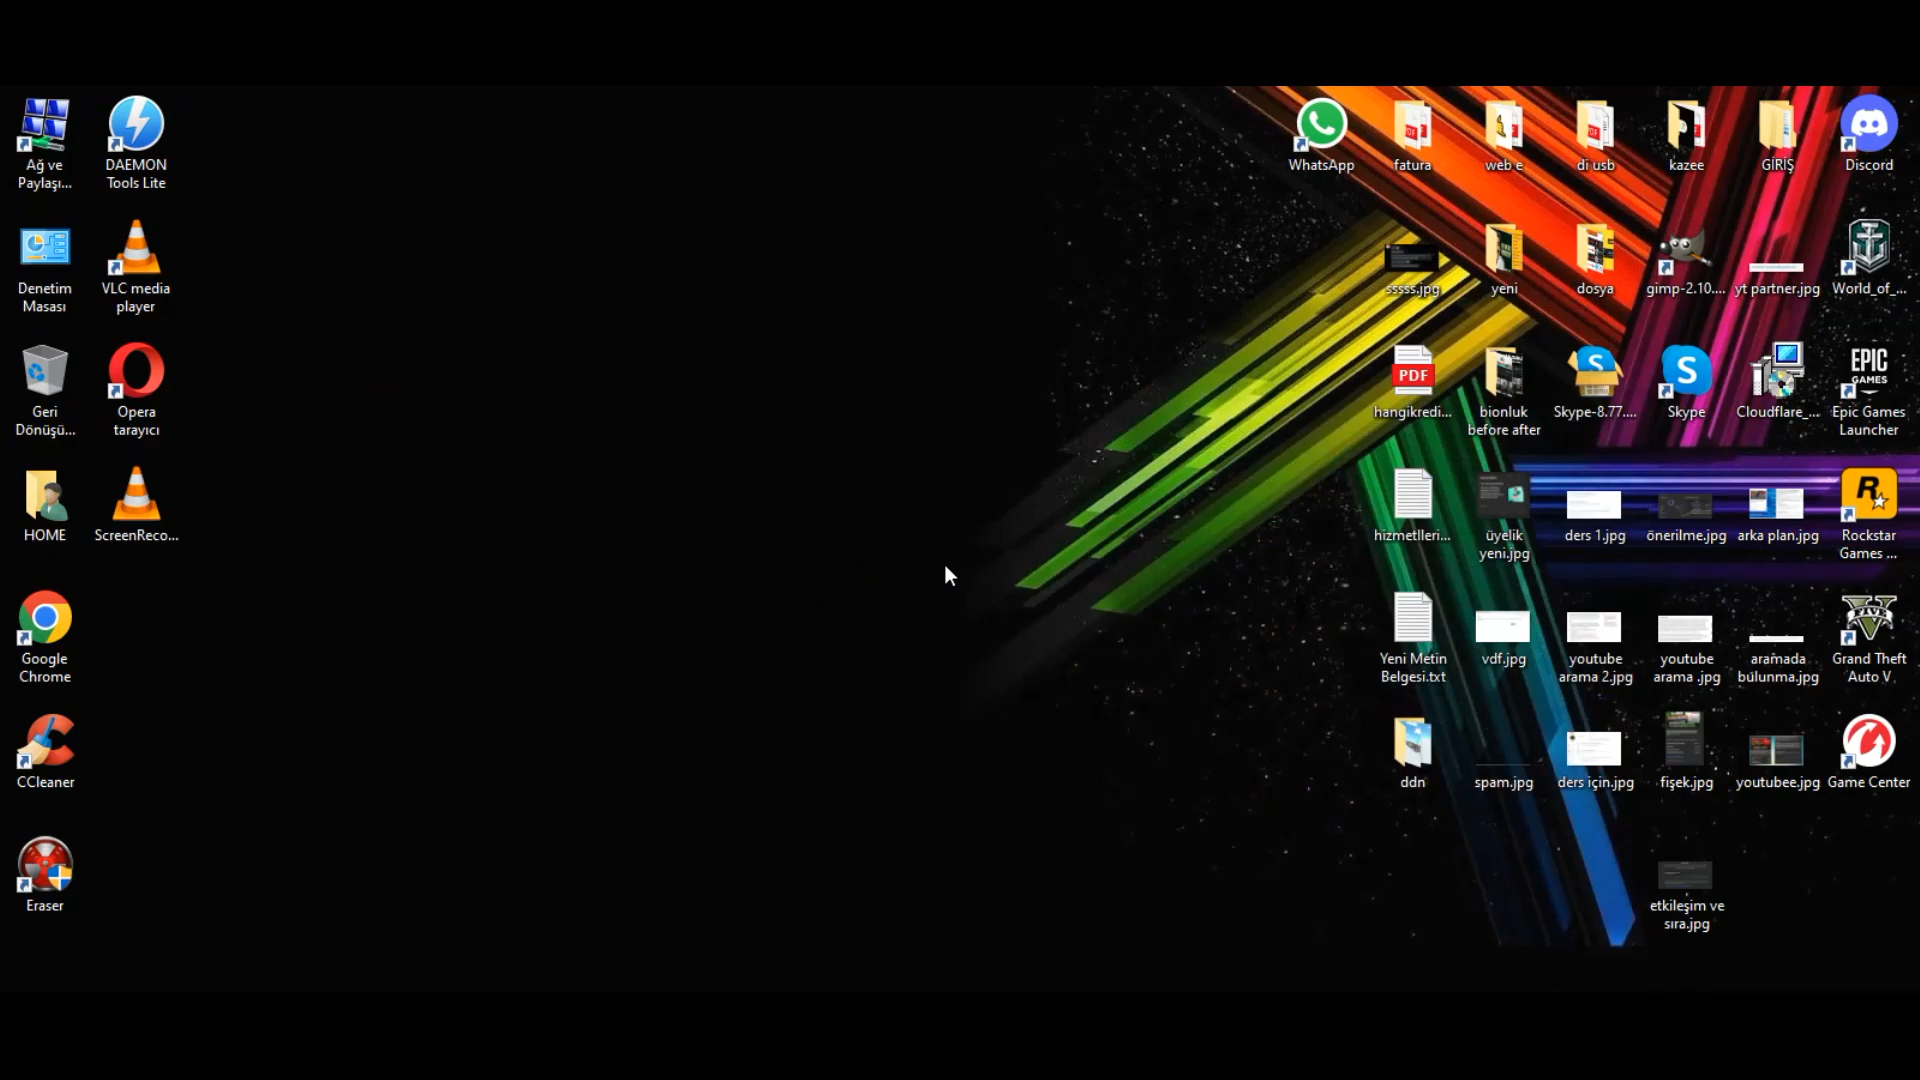 Ağ ve
Paylaşı...
DAEMON
Tools Lite
WhatsApp
fatura
web e
di usb
kazee
GİRİŞ
Discord
Denetim
Masası
VLC media
player
sssss.jpg
yeni
dosya
gimp-2.10....
yt partner.jpg
World_of_...
Geri
Dönüşü...
Opera
tarayıcı
PDF
hangikredi...
bionluk
before after
Skype-8.77....
Skype
Cloudflare_...
EPIC
GAMES
Epic Games
Launcher
HOME
ScreenReco...
hizmetlleri...
üyelik
yeni.jpg
ders 1.jpg
önerilme.jpg
arka plan.jpg
Rockstar
Games ...
Google
Chrome
Yeni Metin
Belgesi.txt
vdf.jpg
youtube
arama 2.jpg
youtube
arama .jpg
aramada
bulunma.jpg
Grand Theft
Auto V
CCleaner
ddn
spam.jpg
ders için.jpg
fişek.jpg
youtubee.jpg
Game Center
Eraser
etkileşim ve
sıra.jpg